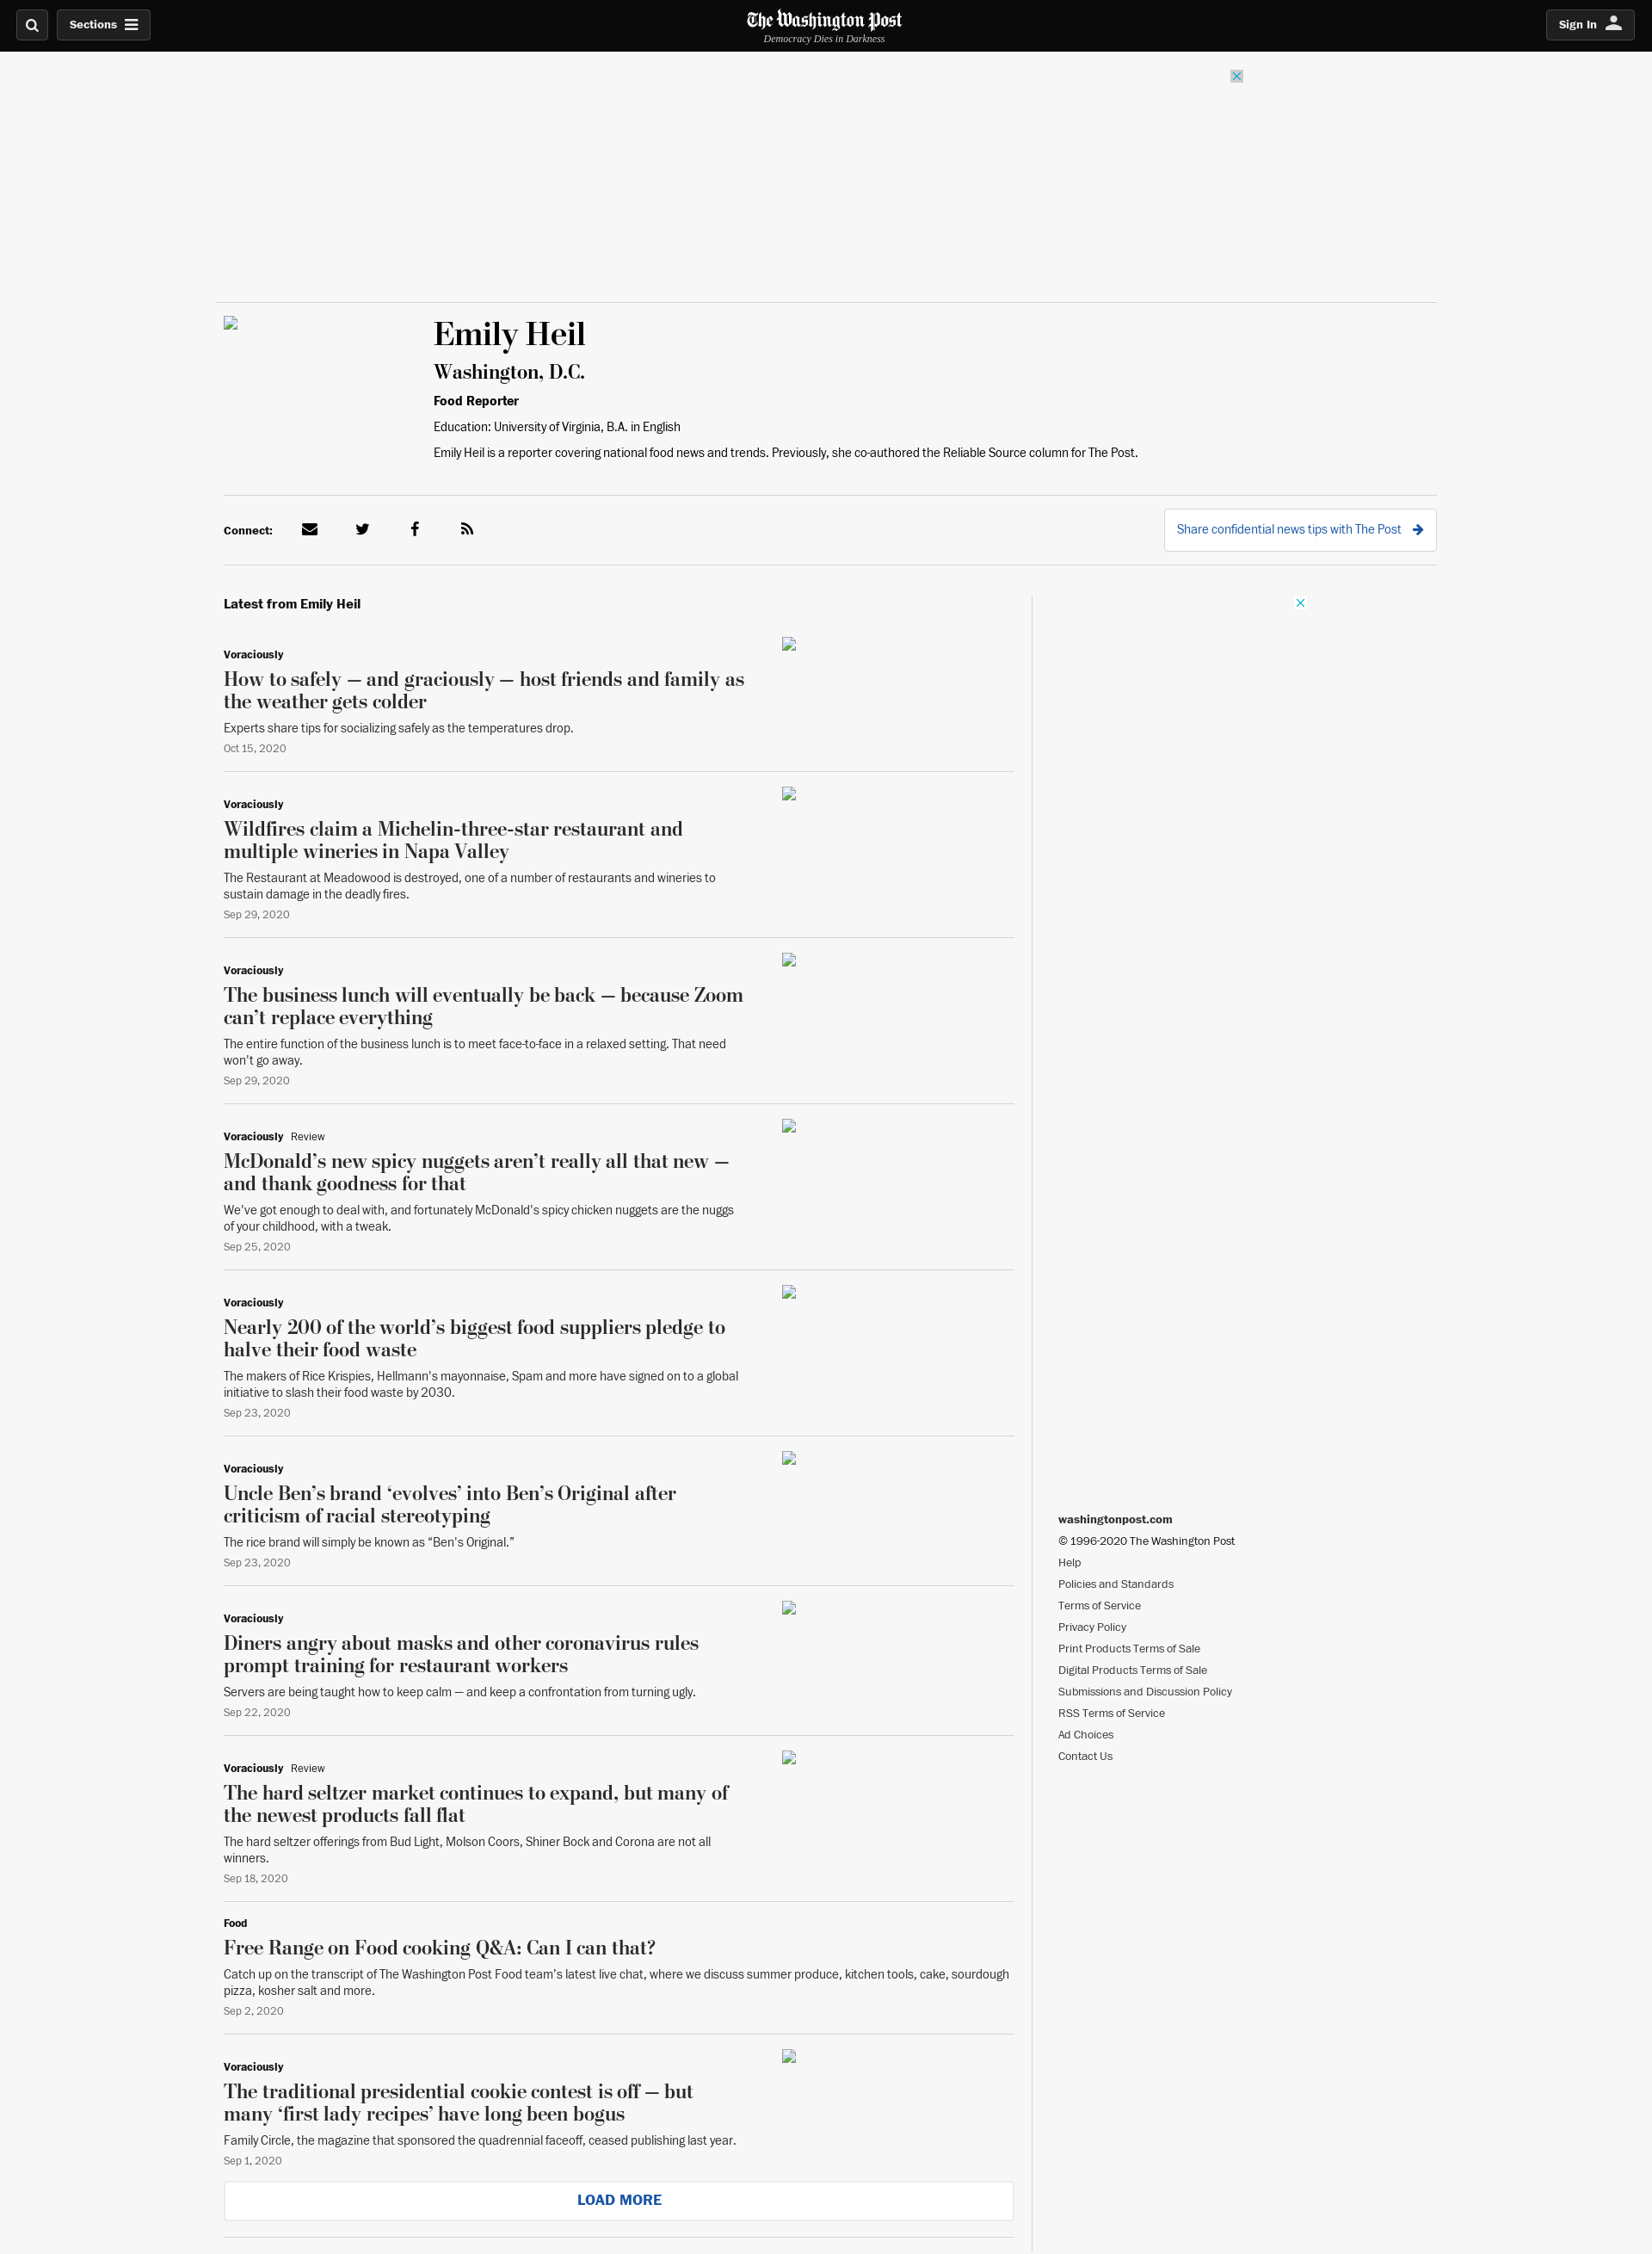 Sections
The Washington Post
Democracy Dies in Darkness
Sign In
Emily Heil
Washington, D.C.
Food Reporter
Education: University of Virginia, B.A. in English
Emily Heil is a reporter covering national food news and trends. Previously, she co-authored the Reliable Source column for The Post.
Connect:
Share confidential news tips with The Post
Latest from Emily Heil
Voraciously
How to safely — and graciously — host friends and family as
the weather gets colder
Experts share tips for socializing safely as the temperatures drop.
Oct 15, 2020
Voraciously
Wildfires claim a Michelin-three-star restaurant and
multiple wineries in Napa Valley
The Restaurant at Meadowood is destroyed, one of a number of restaurants and wineries to
sustain damage in the deadly fires.
Sep 29, 2020
Voraciously
The business lunch will eventually be back — because Zoom
can’t replace everything
The entire function of the business lunch is to meet face-to-face in a relaxed setting. That need
won't go away.
Sep 29, 2020
Voraciously Review
McDonald’s new spicy nuggets aren’t really all that new —
and thank goodness for that
We've got enough to deal with, and fortunately McDonald's spicy chicken nuggets are the nuggs
of your childhood, with a tweak.
Sep 25, 2020
Voraciously
Nearly 200 of the world’s biggest food suppliers pledge to
halve their food waste
The makers of Rice Krispies, Hellmann's mayonnaise, Spam and more have signed on to a global
initiative to slash their food waste by 2030.
Sep 23, 2020
Voraciously
Uncle Ben’s brand ‘evolves’ into Ben’s Original after
criticism of racial stereotyping
The rice brand will simply be known as “Ben's Original.”
Sep 23, 2020
Voraciously
Diners angry about masks and other coronavirus rules
prompt training for restaurant workers
Servers are being taught how to keep calm — and keep a confrontation from turning ugly.
Sep 22, 2020
Voraciously Review
The hard seltzer market continues to expand, but many of
the newest products fall flat
The hard seltzer offerings from Bud Light, Molson Coors, Shiner Bock and Corona are not all
winners.
Sep 18, 2020
Food
Free Range on Food cooking Q&A: Can I can that?
Catch up on the transcript of The Washington Post Food team's latest live chat, where we discuss summer produce, kitchen tools, cake, sourdough
pizza, kosher salt and more.
Sep 2, 2020
Voraciously
The traditional presidential cookie contest is off — but
many ‘first lady recipes’ have long been bogus
Family Circle, the magazine that sponsored the quadrennial faceoff, ceased publishing last year.
Sep 1, 2020
LOAD MORE
washingtonpost.com
© 1996-2020 The Washington Post
Help
Policies and Standards
Terms of Service
Privacy Policy
Print Products Terms of Sale
Digital Products Terms of Sale
Submissions and Discussion Policy
RSS Terms of Service
Ad Choices
Contact Us